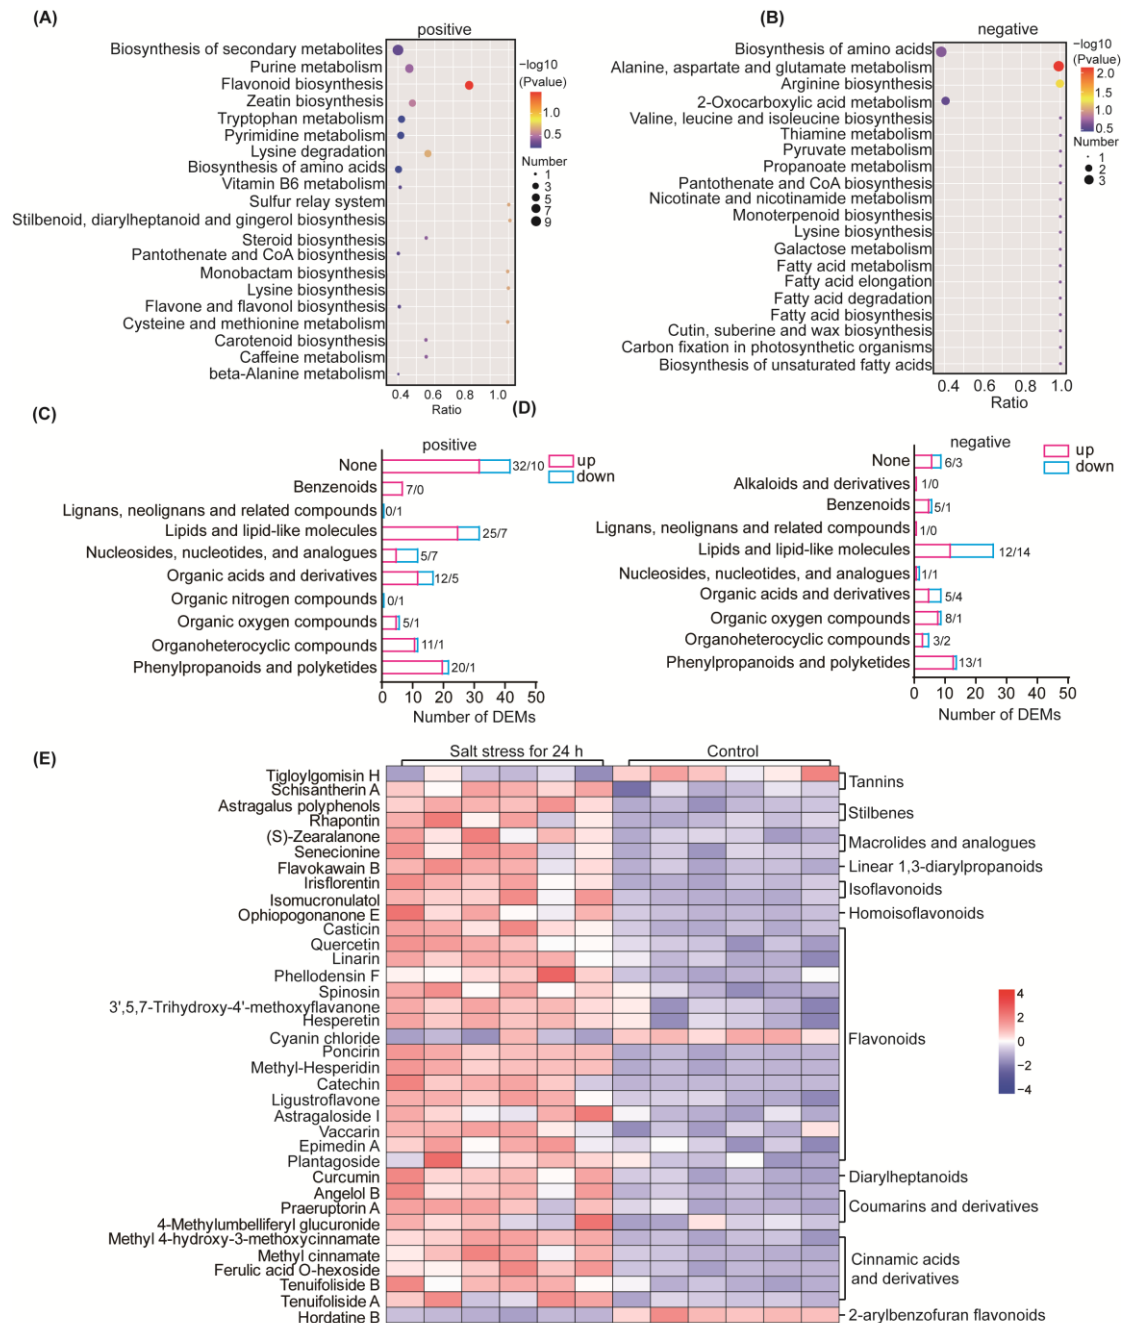 (A)
positive
Biosynthesis of secondary metabolites
Purine metabolism
Flavonoid biosynthesis
Zeatin biosynthesis
Tryptophan metabolism
Pyrimidine metabolism
Lysine degradation
Biosynthesis of amino acids
Vitamin B6 metabolism
Sulfur relay system
Stilbenoid, diarylheptanoid and gingerol biosynthesis
Steroid biosynthesis
Pantothenate and CoA biosynthesis
Monobactam biosynthesis
Lysine biosynthesis
Flavone and flavonol biosynthesis
Cysteine and methionine metabolism
Carotenoid biosynthesis
Caffeine metabolism
beta-Alanine metabolism
0.4 0.6 0.8 1.0
Ratio
−log10
(Pvalue)
1.0
0.5
Number
1
3
5
7
9
(B)
negative
Biosynthesis of amino acids
Alanine, aspartate and glutamate metabolism
Arginine biosynthesis
2-Oxocarboxylic acid metabolism
Valine, leucine and isoleucine biosynthesis
Thiamine metabolism
Pyruvate metabolism
Propanoate metabolism
Pantothenate and CoA biosynthesis
Nicotinate and nicotinamide metabolism
Monoterpenoid biosynthesis
Lysine biosynthesis
Galactose metabolism
Fatty acid metabolism
Fatty acid elongation
Fatty acid degradation
Fatty acid biosynthesis
Cutin, suberine and wax biosynthesis
Carbon fixation in photosynthetic organisms
Biosynthesis of unsaturated fatty acids
0.4 0.6 0.8 1.0
Ratio
−log10
(Pvalue)
2.0
1.5
1.0
0.5
Number
1
2
3
(C)
positive
up
down
None 32/10
Benzenoids 7/0
Lignans, neolignans and related compounds 0/1
Lipids and lipid-like molecules 25/7
Nucleosides, nucleotides, and analogues 5/7
Organic acids and derivatives 12/5
Organic nitrogen compounds 0/1
Organic oxygen compounds 5/1
Organoheterocyclic compounds 11/1
Phenylpropanoids and polyketides 20/1
0 10 20 30 40 50
Number of DEMs
(D)
negative
up
down
None 6/3
Alkaloids and derivatives 1/0
Benzenoids 5/1
Lignans, neolignans and related compounds 1/0
Lipids and lipid-like molecules 12/14
Nucleosides, nucleotides, and analogues 1/1
Organic acids and derivatives 5/4
Organic oxygen compounds 8/1
Organoheterocyclic compounds 3/2
Phenylpropanoids and polyketides 13/1
0 10 20 30 40 50
Number of DEMs
(E)
Salt stress for 24 h Control
Tigloylgomisin H
Schisantherin A
Astragalus polyphenols
Rhapontin
(S)-Zearalanone
Senecionine
Flavokawain B
Irisflorentin
Isomucronulatol
Ophiopogonanone E
Casticin
Quercetin
Linarin
Phellodensin F
Spinosin
3',5,7-Trihydroxy-4'-methoxyflavanone
Hesperetin
Cyanin chloride
Poncirin
Methyl-Hesperidin
Catechin
Ligustroflavone
Astragaloside I
Vaccarin
Epimedin A
Plantagoside
Curcumin
Angelol B
Praeruptorin A
4-Methylumbelliferyl glucuronide
Methyl 4-hydroxy-3-methoxycinnamate
Methyl cinnamate
Ferulic acid O-hexoside
Tenuifoliside B
Tenuifoliside A
Hordatine B
Tannins
Stilbenes
Macrolides and analogues
Linear 1,3-diarylpropanoids
Isoflavonoids
Homoisoflavonoids
Flavonoids
Diarylheptanoids
Coumarins and derivatives
Cinnamic acids
and derivatives
2-arylbenzofuran flavonoids
4
2
0
−2
−4